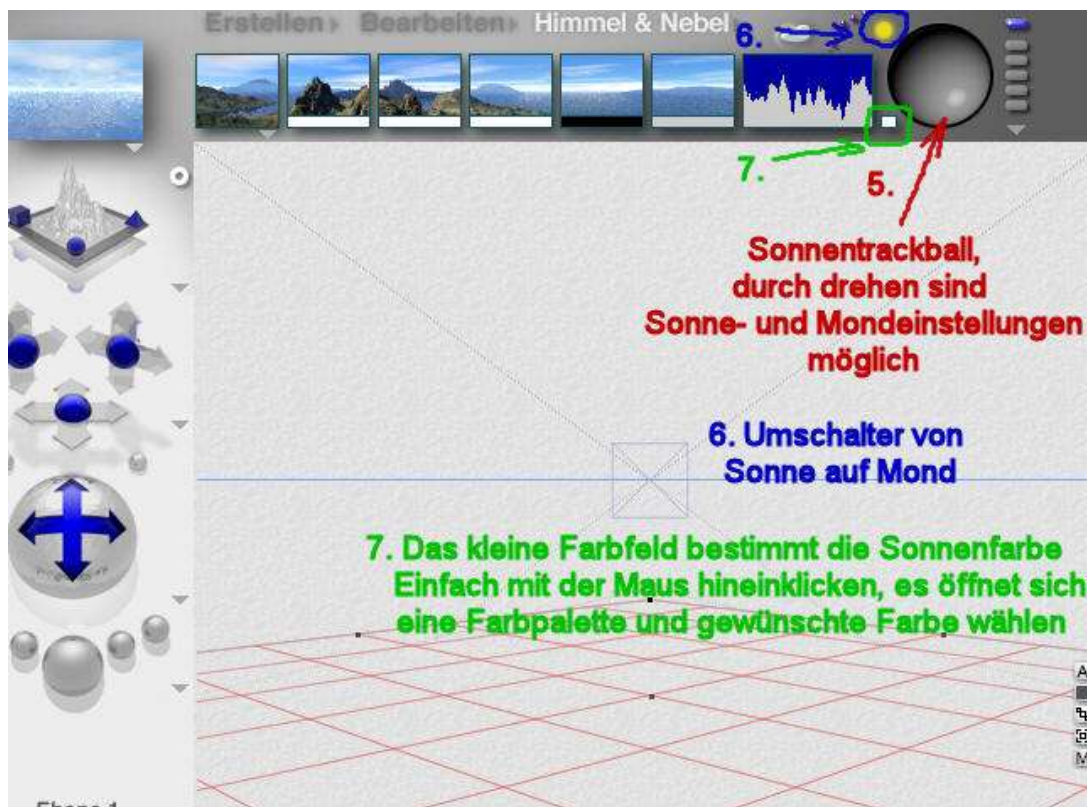 Erstellen Bearbeiten Himmel & Nebel
6.
7.
5.
Sonnentrackball,
durch drehen sind
Sonne- und Mondeinstellungen
möglich
6. Umschalter von
Sonne auf Mond
7. Das kleine Farbfeld bestimmt die Sonnenfarbe
Einfach mit der Maus hineinklicken, es öffnet sich
eine Farbpalette und gewünschte Farbe wählen
A
M